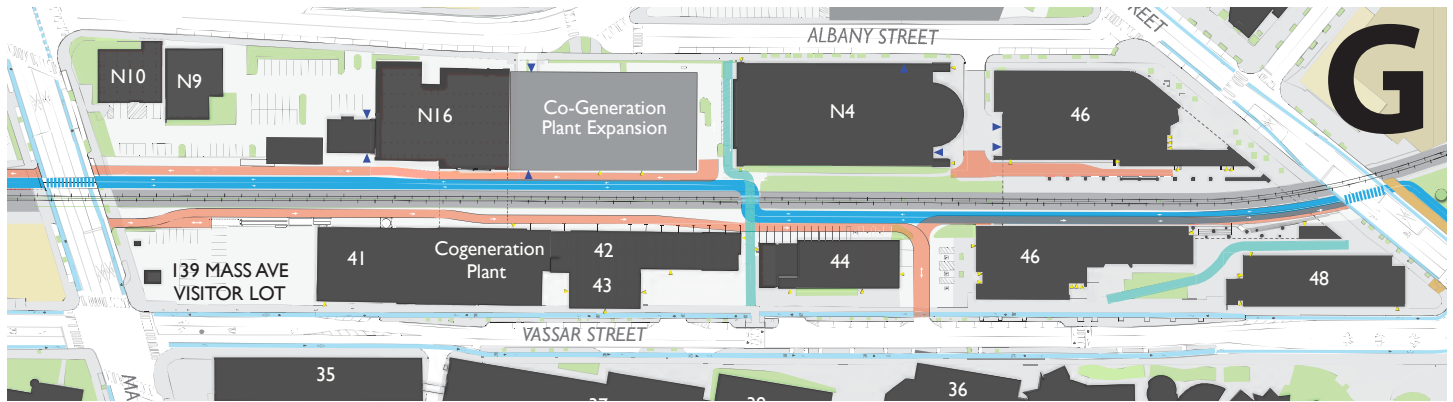 STREET
ALBANY STREET
G
N10
N9
N16
Co-Generation
Plant Expansion
N4
46
41
Cogeneration
Plant
42
43
44
46
48
139 MASS AVE
VISITOR LOT
VASSAR STREET
35
36